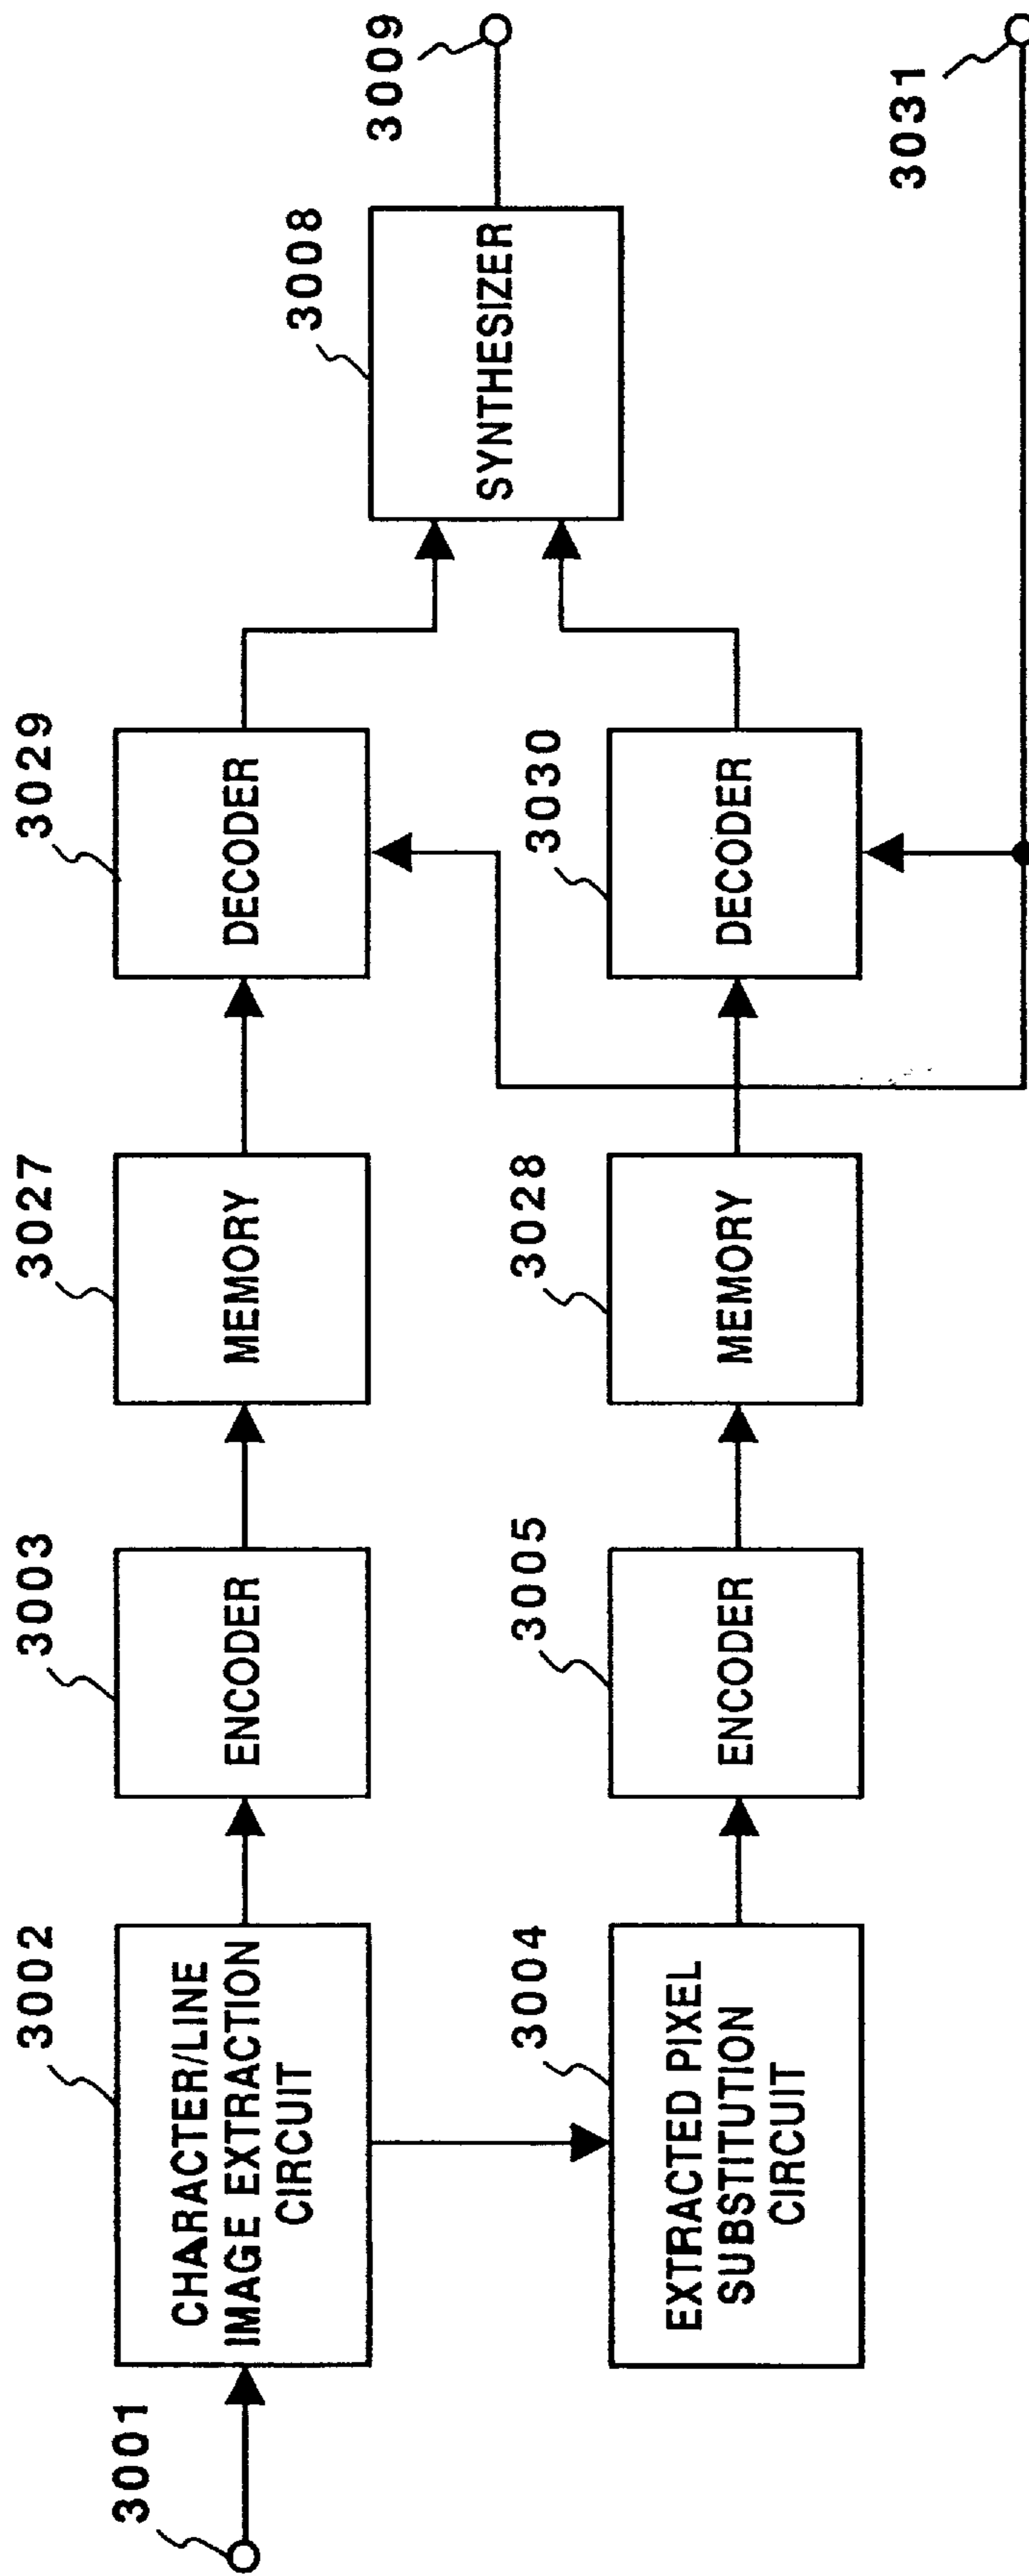 3001
3002
CHARACTER/LINE
IMAGE EXTRACTION
CIRCUIT
3003
ENCODER
3027
MEMORY
3029
DECODER
3008
SYNTHESIZER
3009
3004
EXTRACTED PIXEL
SUBSTITUTION
CIRCUIT
3005
ENCODER
3028
MEMORY
3030
DECODER
3031